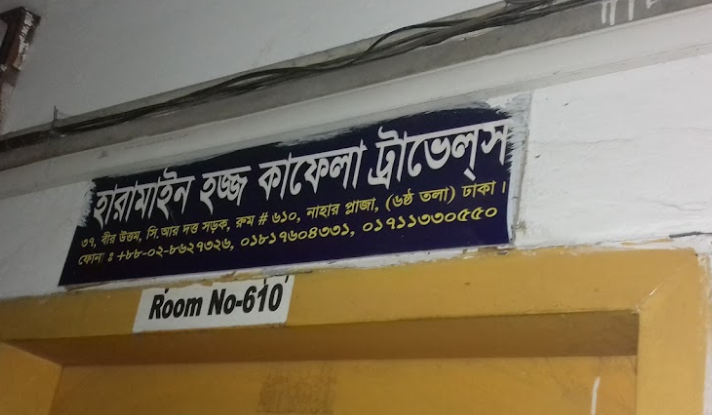 হারামাইন হজ্জ কাফেলা ট্রাভেল্স
৩৭, বীর উত্তম, সি.আর দত্ত সড়ক, রুম # ৬১০, নাহার প্লাজা, (৬ষ্ঠ তলা) ঢাকা।
ফোন : +৮৮-০২-৮৬২৭৩২৬, ০১৮১৭৬০৪৩৩১, ০১৭১১৩৩০৫৫০
Room No-610